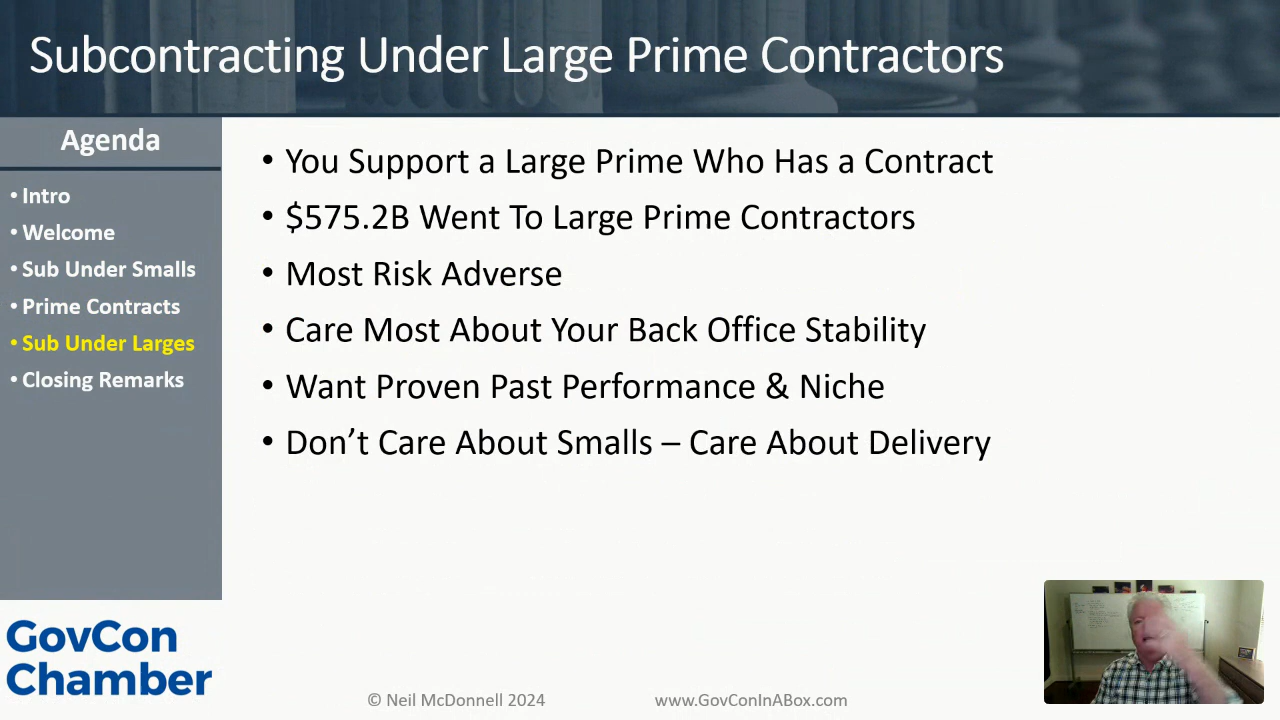 Subcontracting Under Large Prime Contractors
Agenda
• Intro
• Welcome
• Sub Under Smalls
• Prime Contracts
• Sub Under Larges
• Closing Remarks
• You Support a Large Prime Who Has a Contract
• $575.2B Went To Large Prime Contractors
• Most Risk Adverse
• Care Most About Your Back Office Stability
• Want Proven Past Performance & Niche
• Don’t Care About Smalls – Care About Delivery
GovCon
Chamber
© Neil McDonnell 2024
www.GovConInABox.com